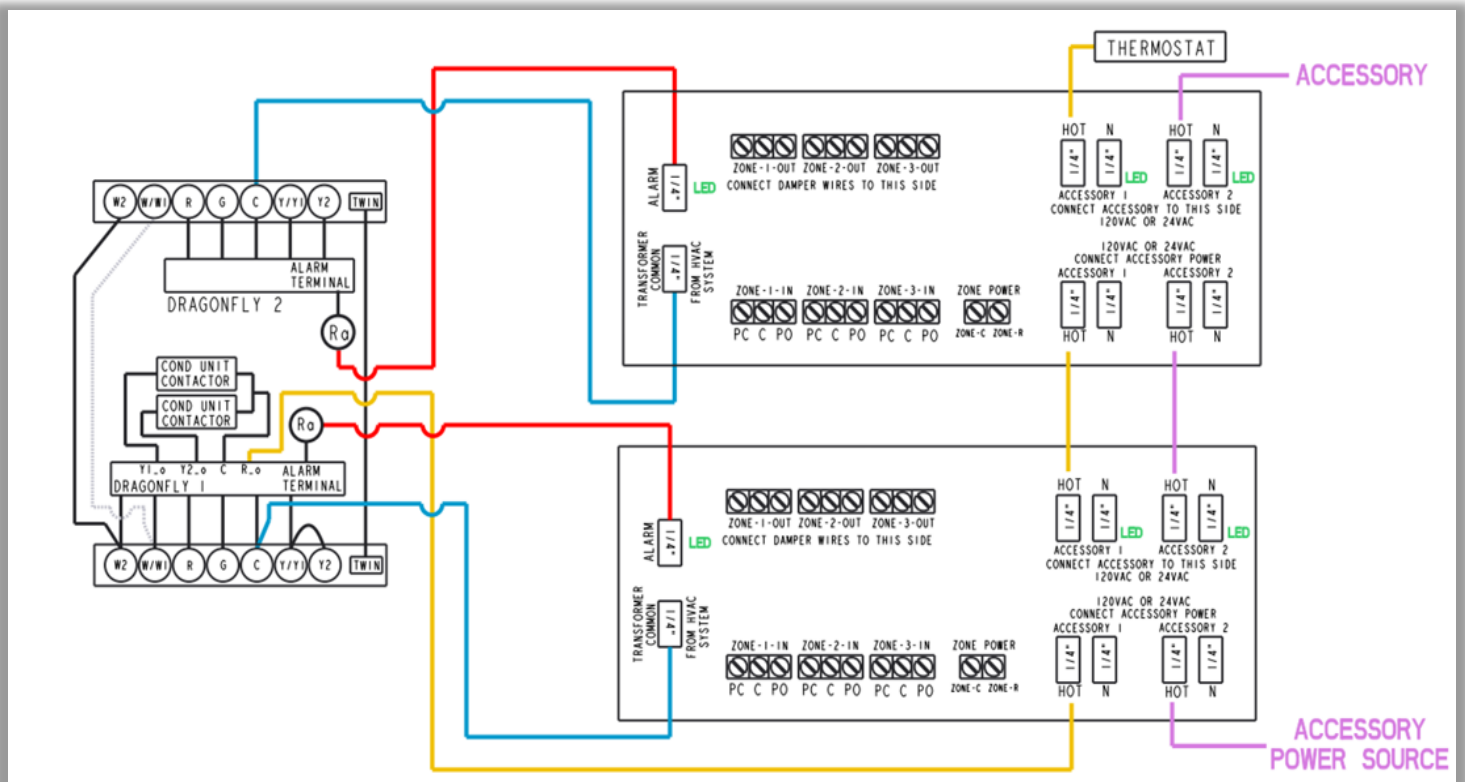 THERMOSTAT
ACCESSORY
HOT N HOT N
1/4" 1/4" 1/4" 1/4"
LED LED
ACCESSORY 1 ACCESSORY 2
CONNECT ACCESSORY TO THIS SIDE
120VAC OR 24VAC
ZONE-1-OUT ZONE-2-OUT ZONE-3-OUT
CONNECT DAMPER WIRES TO THIS SIDE
ALARM 1/4" LED
TRANSFORMER
COMMON
1/4"
FROM HVAC
SYSTEM
120VAC OR 24VAC
CONNECT ACCESSORY POWER
ACCESSORY 1 ACCESSORY 2
1/4" 1/4" 1/4" 1/4"
HOT N HOT N
ZONE-1-IN ZONE-2-IN ZONE-3-IN ZONE POWER
PC C PO PC C PO PC C PO ZONE-C ZONE-R
W2 W/W1 R G C Y/Y1 Y2 TWIN
ALARM
TERMINAL
DRAGONFLY 2
Ra
COND UNIT
CONTACTOR
COND UNIT
CONTACTOR
Ra
Y1_o Y2_o C R_o ALARM
DRAGONFLY 1 TERMINAL
W2 W/W1 R G C Y/Y1 Y2 TWIN
HOT N HOT N
1/4" 1/4" 1/4" 1/4"
LED LED
ACCESSORY 1 ACCESSORY 2
CONNECT ACCESSORY TO THIS SIDE
120VAC OR 24VAC
ZONE-1-OUT ZONE-2-OUT ZONE-3-OUT
CONNECT DAMPER WIRES TO THIS SIDE
ALARM 1/4" LED
TRANSFORMER
COMMON
1/4"
FROM HVAC
SYSTEM
120VAC OR 24VAC
CONNECT ACCESSORY POWER
ACCESSORY 1 ACCESSORY 2
1/4" 1/4" 1/4" 1/4"
HOT N HOT N
ZONE-1-IN ZONE-2-IN ZONE-3-IN ZONE POWER
PC C PO PC C PO PC C PO ZONE-C ZONE-R
ACCESSORY
POWER SOURCE